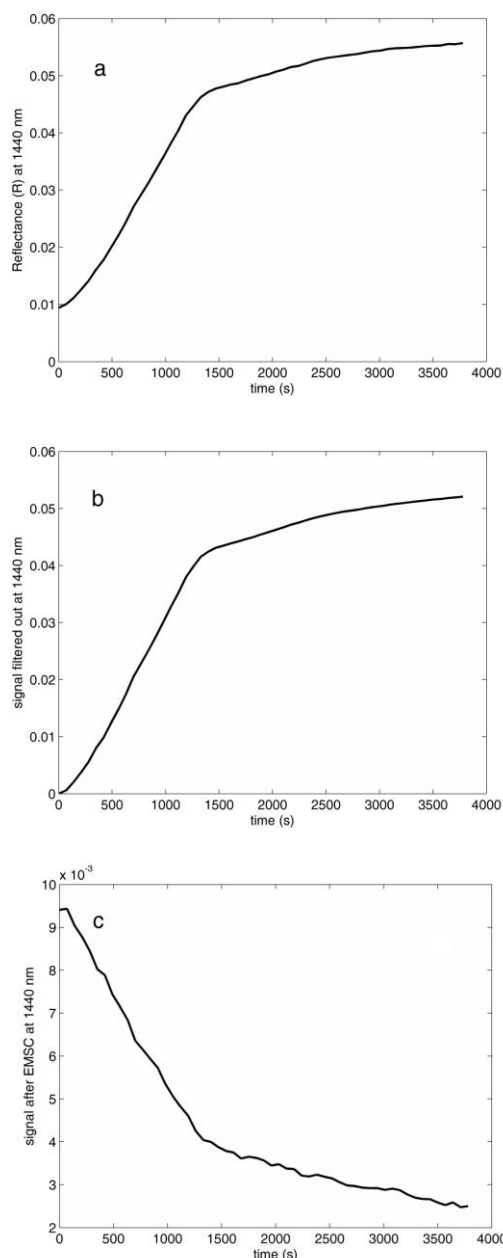 0.06
a
0.05
0.04
0.03
0.02
0.01
0
Reflectance (R) at 1440 nm
0 500 1000 1500 2000 2500 3000 3500 4000
time (s)
0.06
b
0.05
0.04
0.03
0.02
0.01
0
signal filtered out at 1440 nm
0 500 1000 1500 2000 2500 3000 3500 4000
time (s)
x 10⁻³
10
c
9
8
7
6
5
4
3
2
signal after EMSC at 1440 nm
0 500 1000 1500 2000 2500 3000 3500 4000
time (s)